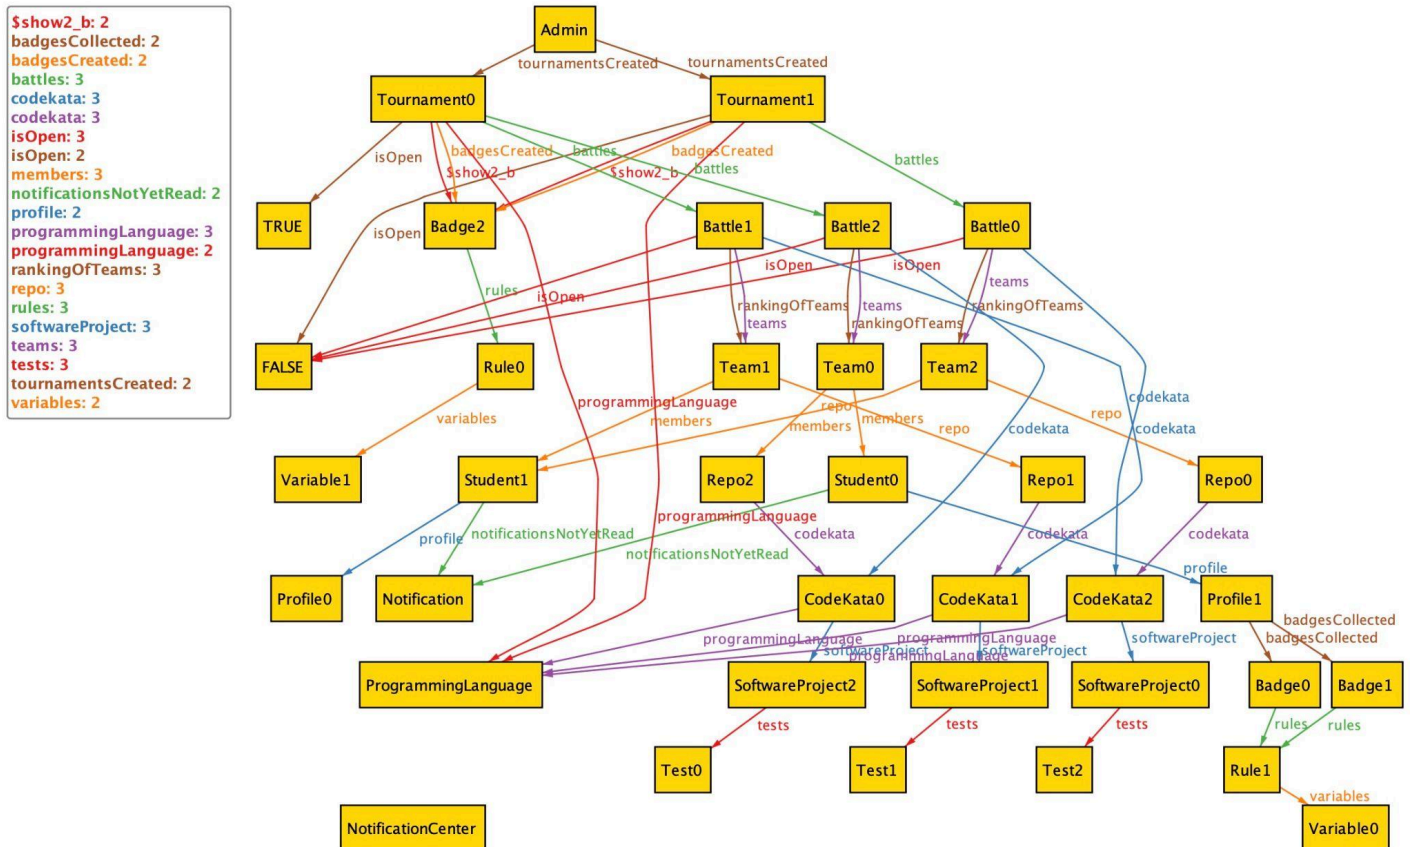 $show2_b: 2
badgesCollected: 2
badgesCreated: 2
battles: 3
codekata: 3
codekata: 3
isOpen: 3
isOpen: 2
members: 3
notificationsNotYetRead: 2
profile: 2
programmingLanguage: 3
programmingLanguage: 2
rankingOfTeams: 3
repo: 3
rules: 3
softwareProject: 3
teams: 3
tests: 3
tournamentsCreated: 2
variables: 2
Admin
tournamentsCreated tournamentsCreated
Tournament0 Tournament1
isOpen badgesCreated battles badgesCreated battles
$show2_b $show2_b battles
TRUE Badge2 Battle1 Battle2 Battle0
isOpen
isOpen isOpen
rules isOpen teams
rankingOfTeams teams rankingOfTeams
teams rankingOfTeams
FALSE Rule0 Team1 Team0 Team2
programmingLanguage codekata
variables members repo members repo
members repo codekata codekata
Variable1 Student1 Repo2 Student0 Repo1 Repo0
programmingLanguage
profile notificationsNotYetRead codekata codekata codekata
notificationsNotYetRead
profile
Profile0 Notification CodeKata0 CodeKata1 CodeKata2 Profile1
badgesCollected
programmingLanguage programmingLanguage softwareProject badgesCollected
softwareProject programmingLanguage softwareProject
ProgrammingLanguage SoftwareProject2 SoftwareProject1 SoftwareProject0 Badge0 Badge1
tests tests tests rules rules
Test0 Test1 Test2 Rule1
variables
NotificationCenter Variable0